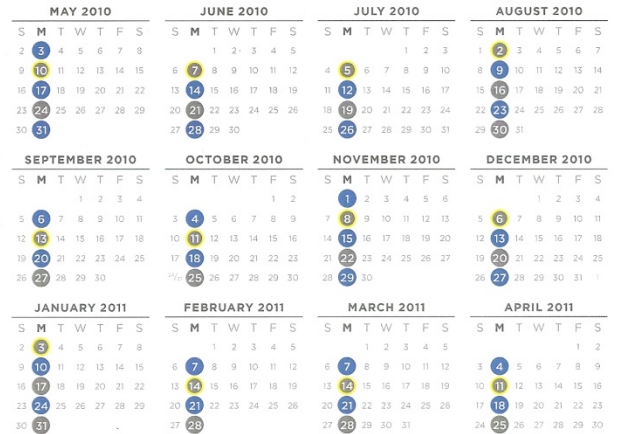 MAY 2010
S M T W T F S
2 3 4 5 6 7 8
9 10 11 12 13 14 15
16 17 18 19 20 21 22
23 24 25 26 27 28 29
30 31
JUNE 2010
S M T W T F S
1 2 3 4 5
6 7 8 9 10 11 12
13 14 15 16 17 18 19
20 21 22 23 24 25 26
27 28 29 30
JULY 2010
S M T W T F S
1 2 3
4 5 6 7 8 9 10
11 12 13 14 15 16 17
18 19 20 21 22 23 24
25 26 27 28 29 30 31
AUGUST 2010
S M T W T F S
1 2 3 4 5 6 7
8 9 10 11 12 13 14
15 16 17 18 19 20 21
22 23 24 25 26 27 28
29 30 31
SEPTEMBER 2010
S M T W T F S
1 2 3 4
5 6 7 8 9 10 11
12 13 14 15 16 17 18
19 20 21 22 23 24 25
26 27 28 29 30
OCTOBER 2010
S M T W T F S
1 2
3 4 5 6 7 8 9
10 11 12 13 14 15 16
17 18 19 20 21 22 23
25 26 27 28 29 30
NOVEMBER 2010
S M T W T F S
1 2 3 4 5 6
7 8 9 10 11 12 13
14 15 16 17 18 19 20
21 22 23 24 25 26 27
28 29 30
DECEMBER 2010
S M T W T F S
1 2 3 4
5 6 7 8 9 10 11
12 13 14 15 16 17 18
19 20 21 22 23 24 25
26 27 28 29 30 31 1
JANUARY 2011
S M T W T F S
2 3 4 5 6 7 8
9 10 11 12 13 14 15
16 17 18 19 20 21 22
23 24 25 26 27 28 29
30 31
FEBRUARY 2011
S M T W T F S
1 2 3 4 5
6 7 8 9 10 11 12
13 14 15 16 17 18 19
20 21 22 23 24 25 26
27 28
MARCH 2011
S M T W T F S
1 2 3 4 5
6 7 8 9 10 11 12
13 14 15 16 17 18 19
20 21 22 23 24 25 26
27 28 29 30 31
APRIL 2011
S M T W T F S
1 2
3 4 5 6 7 8 9
10 11 12 13 14 15 16
17 18 19 20 21 22 23
24 25 26 27 28 29 30